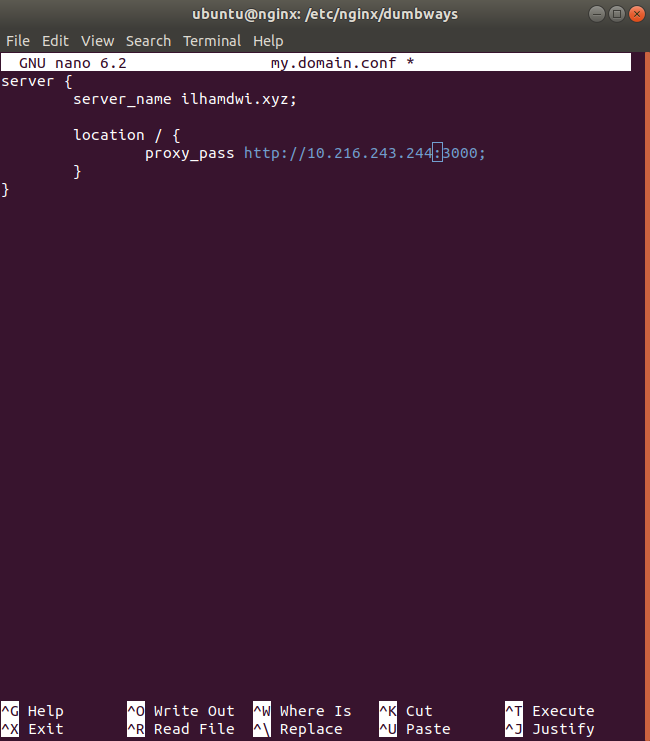 ubuntu@nginx: /etc/nginx/dumbways
File Edit View Search Terminal Help
GNU nano 6.2 my.domain.conf *
server {
        server_name ilhamdwi.xyz;

        location / {
                proxy_pass http://10.216.243.244:3000;
        }
}
^G Help ^O Write Out ^W Where Is ^K Cut ^T Execute
^X Exit ^R Read File ^\ Replace ^U Paste ^J Justify